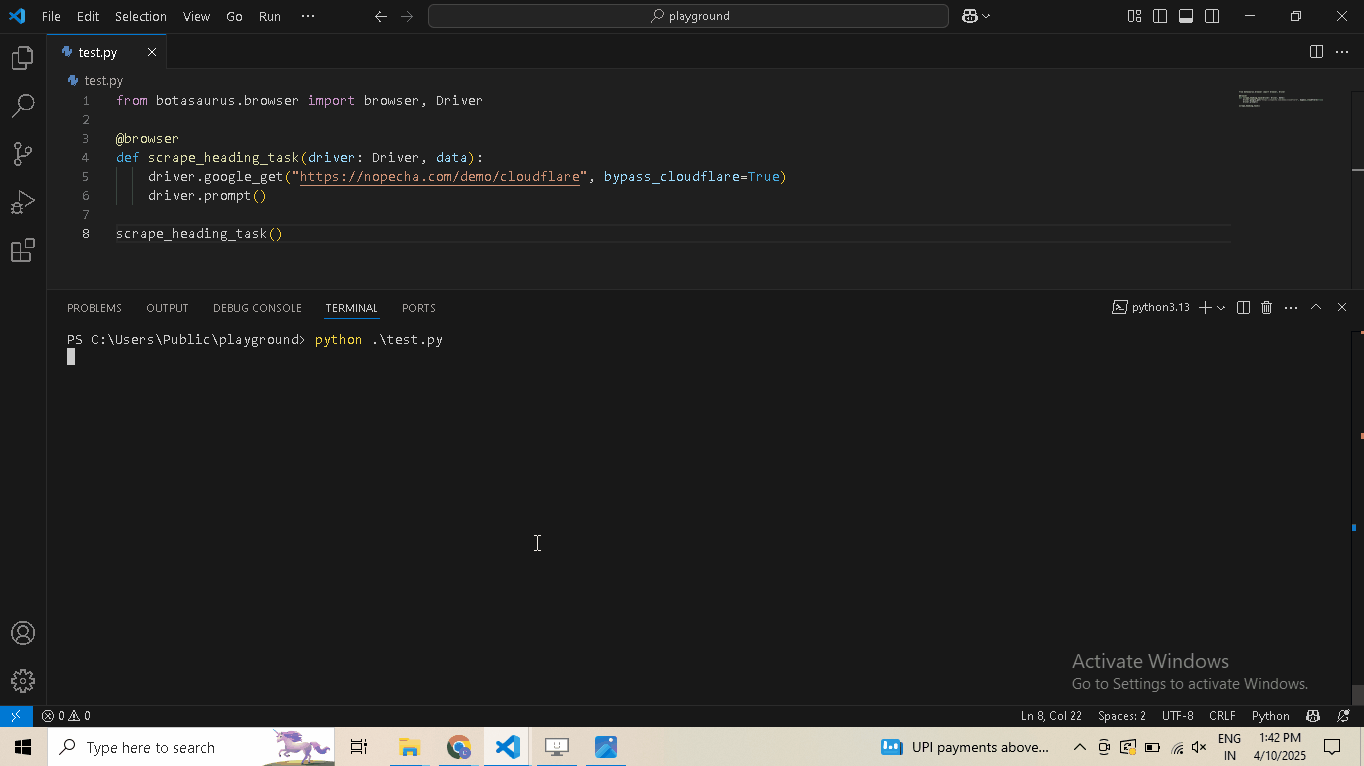 File Edit Selection View Go Run ··· playground
test.py
test.py
1 from botasaurus.browser import browser, Driver
2
3 @browser
4 def scrape_heading_task(driver: Driver, data):
5 driver.google_get("https://nopecha.com/demo/cloudflare", bypass_cloudflare=True)
6 driver.prompt()
7
8 scrape_heading_task()
PROBLEMS OUTPUT DEBUG CONSOLE TERMINAL PORTS python3.13
PS C:\Users\Public\playground> python .\test.py
Activate Windows
Go to Settings to activate Windows.
0 0 Ln 8, Col 22 Spaces: 2 UTF-8 CRLF Python
Type here to search UPI payments above... ENG 1:42 PM
IN 4/10/2025